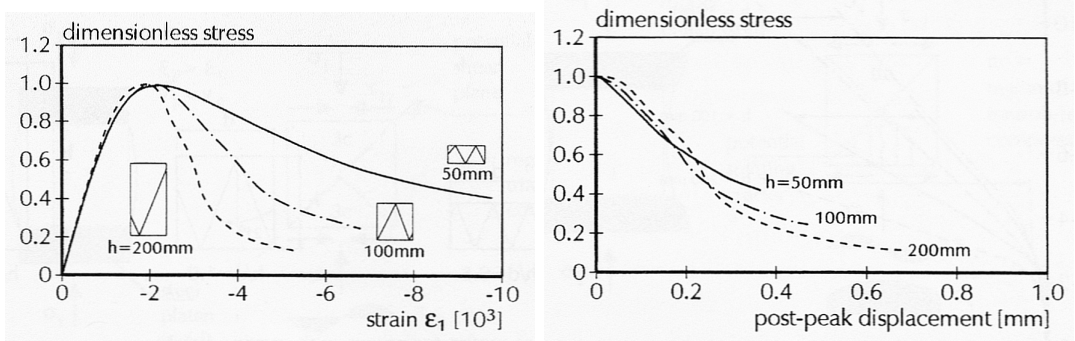 dimensionless stress
1.2
1.0
0.8
0.6
0.4
0.2
0
h=200mm
50mm
100mm
0 -2 -4 -6 -8 -10
strain ε₁ [10³]
dimensionless stress
1.2
1.0
0.8
0.6
0.4
0.2
0
h=50mm
100mm
200mm
0 0.2 0.4 0.6 0.8 1.0
post-peak displacement [mm]